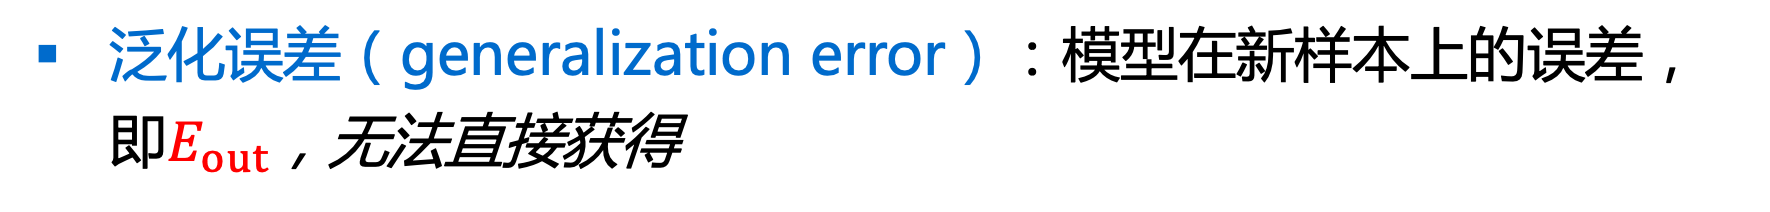 ▪ 泛化误差（generalization error）：模型在新样本上的误差，
即E_out，无法直接获得